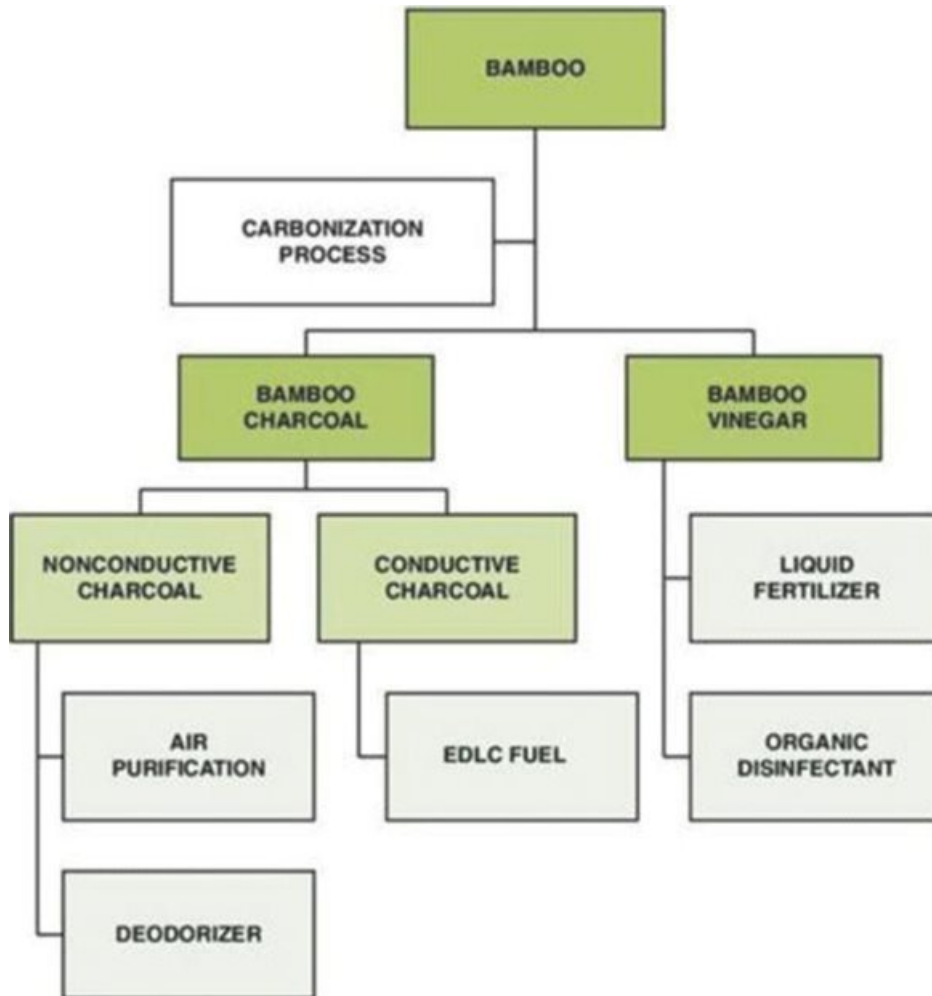 BAMBOO
CARBONIZATION
PROCESS
BAMBOO
CHARCOAL
BAMBOO
VINEGAR
NONCONDUCTIVE
CHARCOAL
CONDUCTIVE
CHARCOAL
LIQUID
FERTILIZER
AIR
PURIFICATION
EDLC FUEL
ORGANIC
DISINFECTANT
DEODORIZER